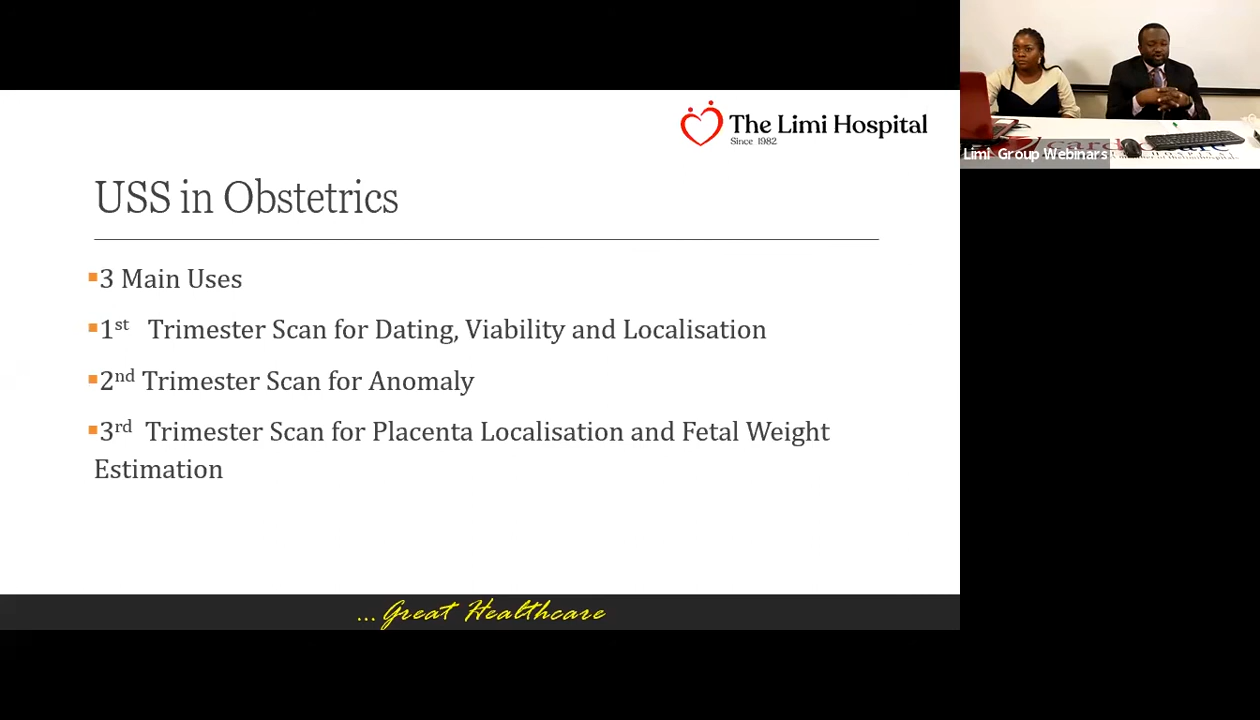 The Limi Hospital
Since 1982
USS in Obstetrics
3 Main Uses
1st Trimester Scan for Dating, Viability and Localisation
2nd Trimester Scan for Anomaly
3rd Trimester Scan for Placenta Localisation and Fetal Weight
Estimation
... Great Healthcare
Limi Group Webinars